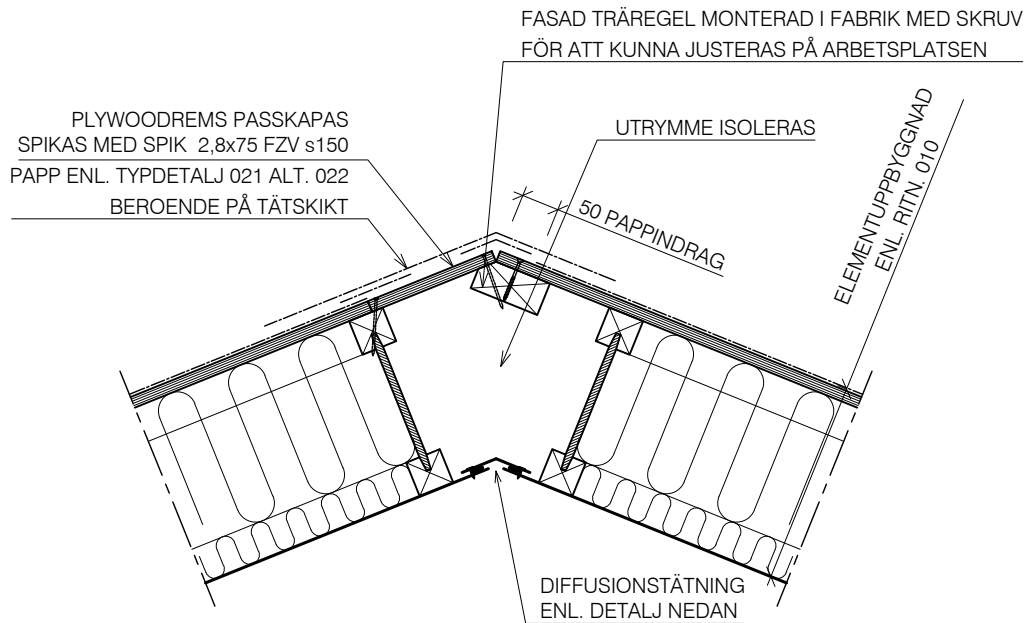 FASAD TRÄREGEL MONTERAD I FABRIK MED SKRUV
FÖR ATT KUNNA JUSTERAS PÅ ARBETSPLATSEN
PLYWOODREMS PASSKAPAS
SPIKAS MED SPIK 2,8x75 FZV s150
PAPP ENL. TYPDETALJ 021 ALT. 022
BEROENDE PÅ TÄTSKIKT
UTRYMME ISOLERAS
50 PAPPINDRAG
ELEMENTUPPBYGGNAD
ENL. RITN. 010
DIFFUSIONSTÄTNING
ENL. DETALJ NEDAN